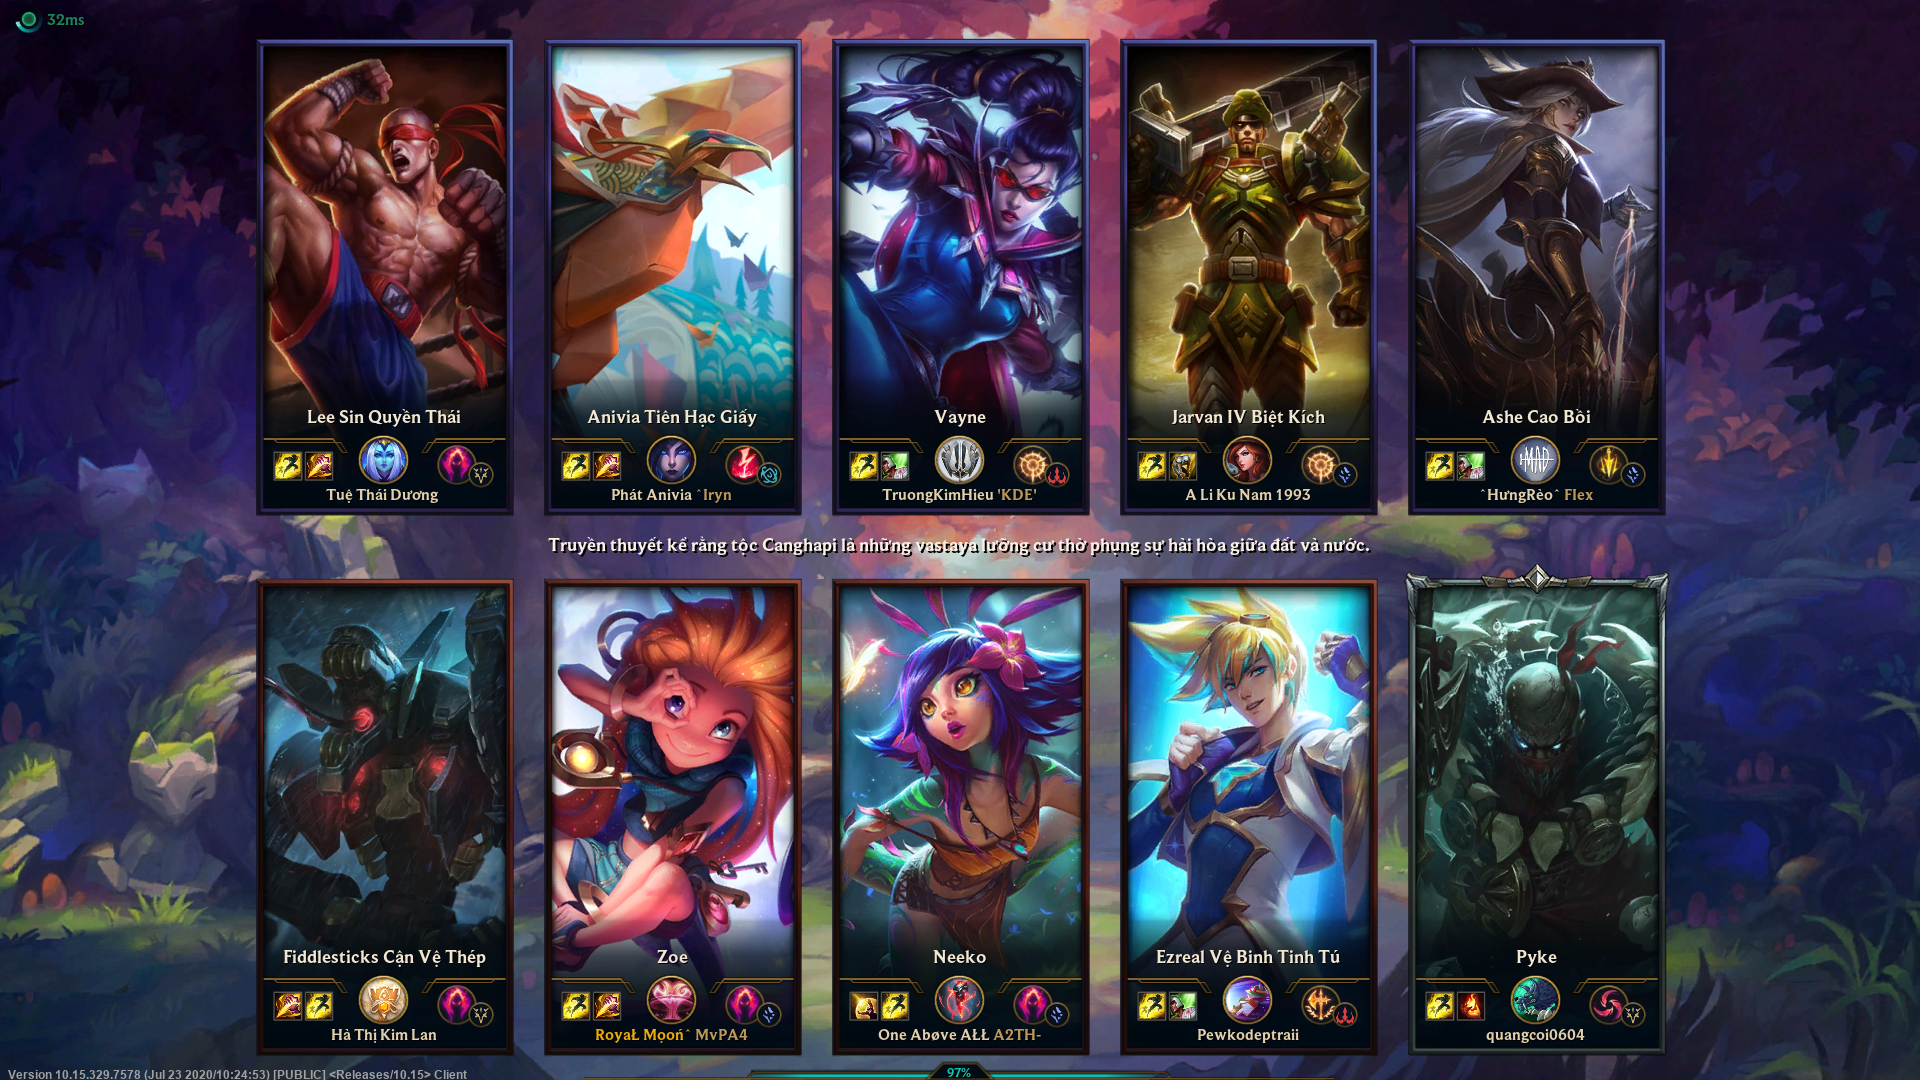 32ms
Lee Sin Quyền Thái
Anivia Tiên Hạc Giấy
Vayne
Jarvan IV Biệt Kích
Ashe Cao Bồi
MAD
Tuệ Thái Dương
Phát Anivia ˆIryn
TruongKimHieu 'KDE'
A Li Ku Nam 1993
ˆHưngRèoˆ Flex
Truyền thuyết kể rằng tộc Canghapi là những vastaya lưỡng cư thờ phụng sự hài hòa giữa đất và nước.
Fiddlesticks Cận Vệ Thép
Zoe
Neeko
Ezreal Vệ Binh Tinh Tú
Pyke
Hà Thị Kim Lan
RoyaŁ Mọońˆ MvPA4
One Abøve AŁŁ A2TH-
Pewkodeptraii
quangcoi0604
Version 10.15.329.7578 (Jul 23 2020/10:24:53) [PUBLIC] <Releases/10.15> Client
97%